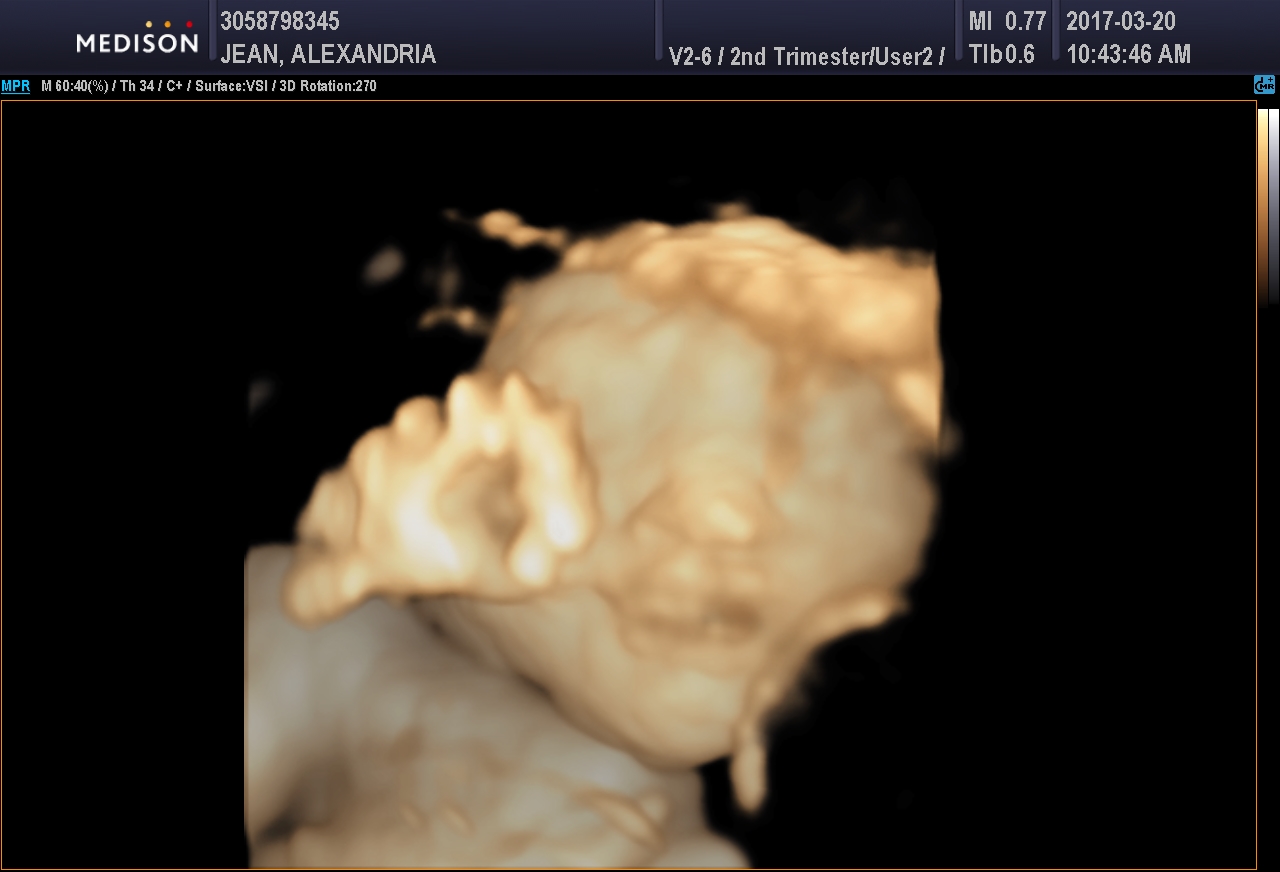 MEDISON
3058798345
JEAN, ALEXANDRIA
V2-6 / 2nd Trimester/User2 /
MI 0.77
TIb0.6
2017-03-20
10:43:46 AM
MPR M 60:40(%) / Th 34 / C+ / Surface:VSI / 3D Rotation:270
CMR+